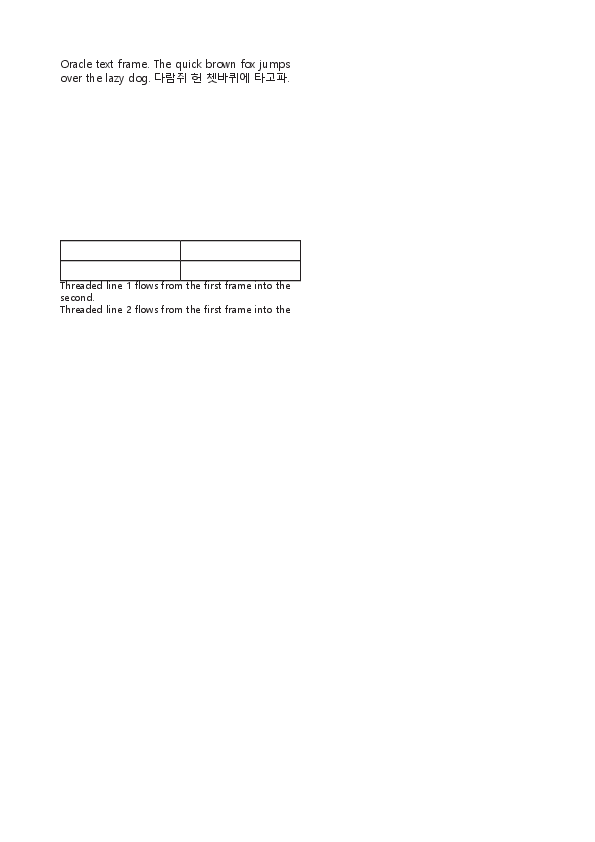 Oracle text frame. The quick brown fox jumps
over the lazy dog. 다람쥐 헌 쳇바퀴에 타고파.
Threaded line 1 flows from the first frame into the
second.
Threaded line 2 flows from the first frame into the